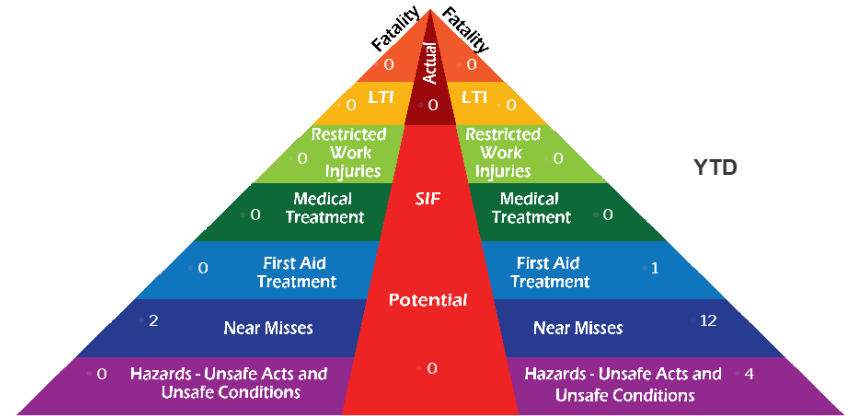 Fatality
Fatality
0
Actual
0
0 LTI
0
LTI 0
Restricted
Work
Injuries
0
Restricted
Work
Injuries
0
YTD
Medical
Treatment
0
SIF
Medical
Treatment
0
First Aid
Treatment
0
First Aid
Treatment
1
Potential
2
Near Misses
Near Misses
12
0
Hazards - Unsafe Acts and
Unsafe Conditions
0
Hazards - Unsafe Acts and
Unsafe Conditions
4